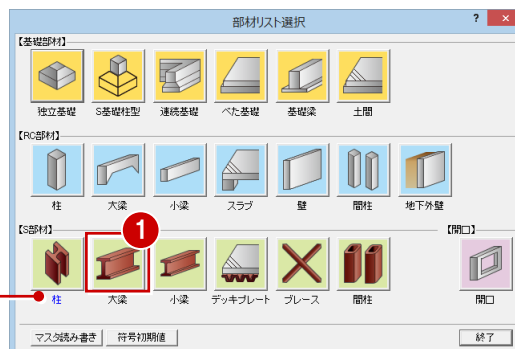 部材リスト選択
? ×
【基礎部材】
独立基礎 S基礎柱型 連続基礎 べた基礎 基礎梁 土間
【RC部材】
柱 大梁 小梁 スラブ 壁 間柱 地下外壁
【S部材】 1 【開口】
柱 大梁 小梁 デッキプレート ブレース 間柱 開口
マスタ読み書き 符号初期値 終了